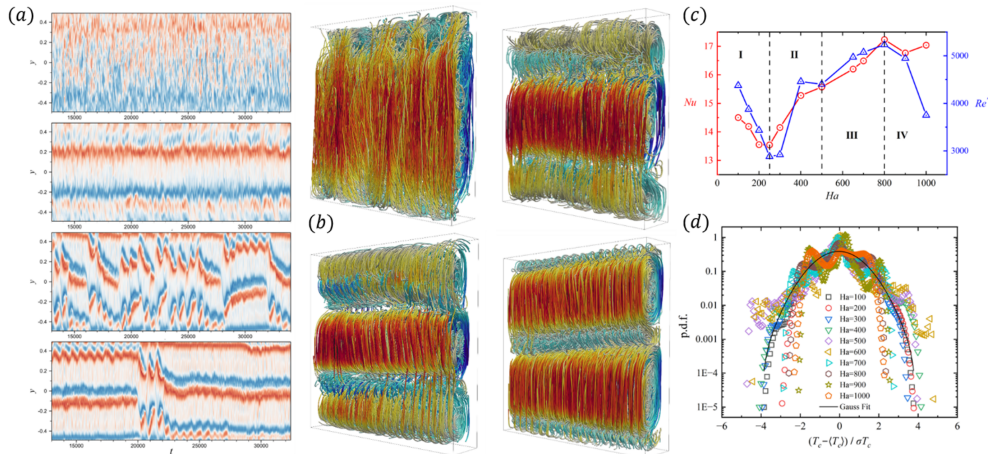 (a)
0.4
0.2
y 0
-0.2
-0.4
15000 20000 25000 30000
0.4
0.2
y 0
-0.2
-0.4
15000 20000 25000 30000
0.4
0.2
y 0
-0.2
-0.4
15000 20000 25000 30000
0.4
0.2
y 0
-0.2
-0.4
15000 20000 25000 30000
t
(b)
(c)
17
16
15
14
13
Nu
I II III IV
5000
4000
3000
Re'
0 200 400 600 800 1000
Ha
(d)
1
0.1
0.01
0.001
1E-4
1E-5
p.d.f.
Ha=100
Ha=200
Ha=300
Ha=400
Ha=500
Ha=600
Ha=700
Ha=800
Ha=900
Ha=1000
Gauss Fit
−6 −4 −2 0 2 4 6
(Tc−⟨Tc⟩) / σTc